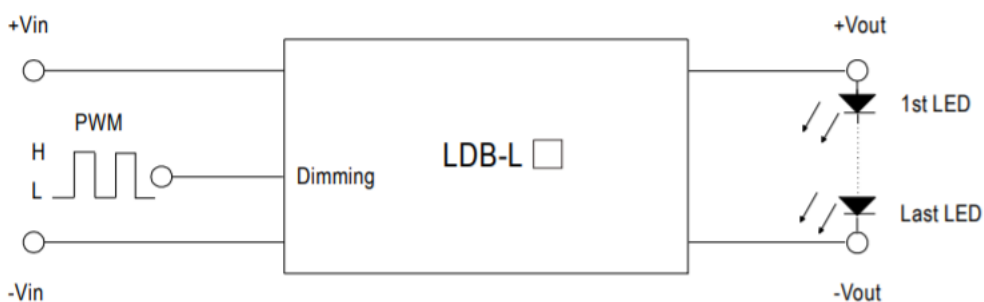 +Vin
+Vout
PWM
H
L
Dimming
LDB-L □
1st LED
Last LED
-Vin
-Vout